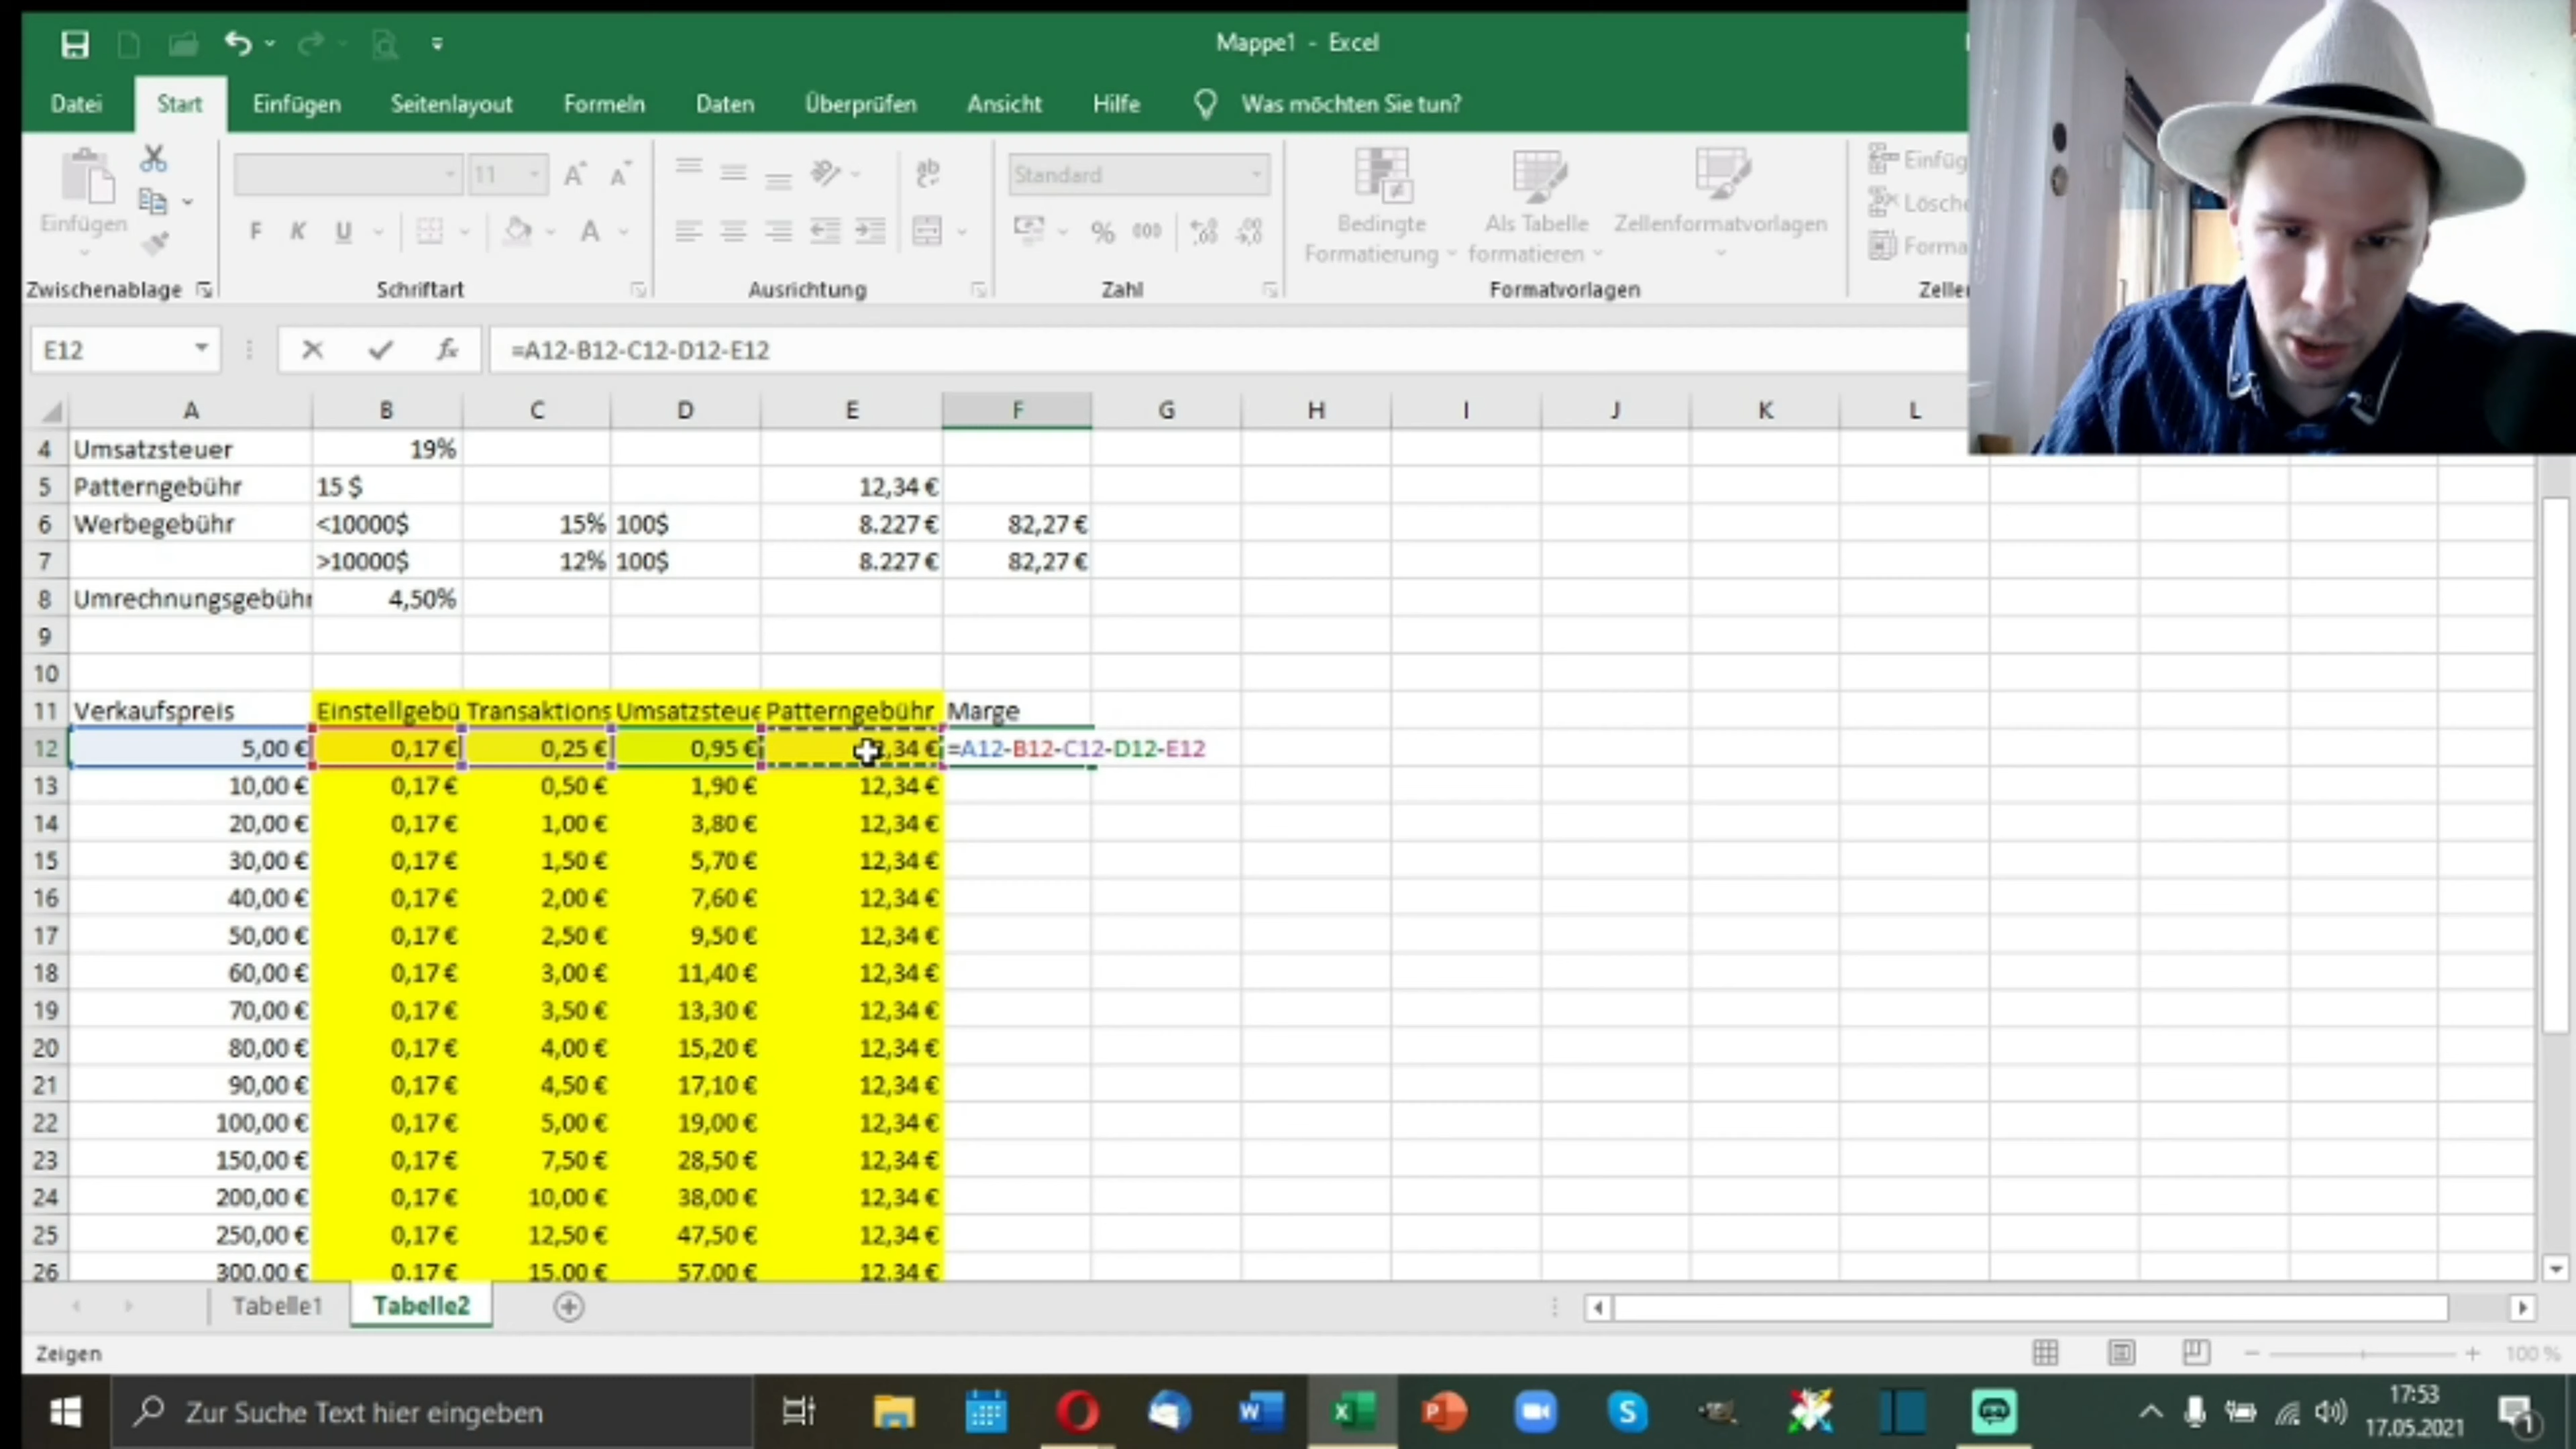 Mappe1 - Excel
Datei Start Einfügen Seitenlayout Formeln Daten Überprüfen Ansicht Hilfe Was möchten Sie tun?
Einfügen
11
Standard
F K U
% 000
Bedingte Formatierung
Als Tabelle formatieren
Zellenformatvorlagen
Zwischenablage Schriftart Ausrichtung Zahl Formatvorlagen
E12 fx =A12-B12-C12-D12-E12
A B C D E F G H I J K L
4 Umsatzsteuer 19%
5 Patterngebühr 15 $ 12,34 €
6 Werbegebühr <10000$ 15% 100$ 8.227 € 82,27 €
7 >10000$ 12% 100$ 8.227 € 82,27 €
8 Umrechnungsgebühr 4,50%
9
10
11 Verkaufspreis Einstellgebü Transaktions Umsatzsteue Patterngebühr Marge
12 5,00 € 0,17 € 0,25 € 0,95 € ,34 € =A12-B12-C12-D12-E12
13 10,00 € 0,17 € 0,50 € 1,90 € 12,34 €
14 20,00 € 0,17 € 1,00 € 3,80 € 12,34 €
15 30,00 € 0,17 € 1,50 € 5,70 € 12,34 €
16 40,00 € 0,17 € 2,00 € 7,60 € 12,34 €
17 50,00 € 0,17 € 2,50 € 9,50 € 12,34 €
18 60,00 € 0,17 € 3,00 € 11,40 € 12,34 €
19 70,00 € 0,17 € 3,50 € 13,30 € 12,34 €
20 80,00 € 0,17 € 4,00 € 15,20 € 12,34 €
21 90,00 € 0,17 € 4,50 € 17,10 € 12,34 €
22 100,00 € 0,17 € 5,00 € 19,00 € 12,34 €
23 150,00 € 0,17 € 7,50 € 28,50 € 12,34 €
24 200,00 € 0,17 € 10,00 € 38,00 € 12,34 €
25 250,00 € 0,17 € 12,50 € 47,50 € 12,34 €
26 300,00 € 0,17 € 15,00 € 57,00 € 12,34 €
Tabelle1 Tabelle2
Zeigen 100 %
Zur Suche Text hier eingeben
17:53
17.05.2021